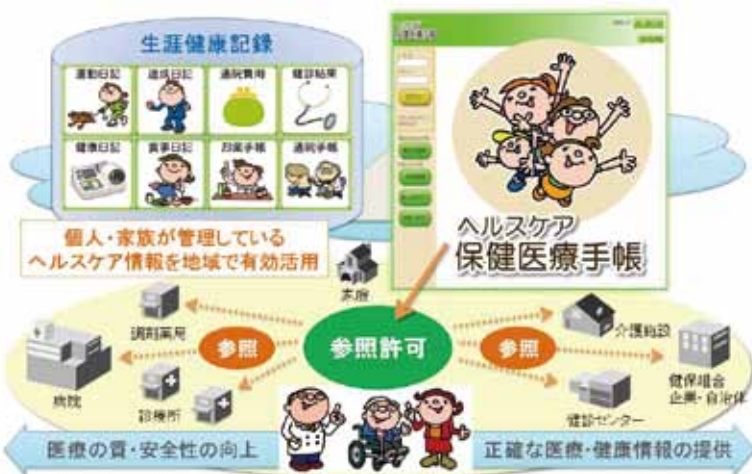 生涯健康記録
運動日記
達成日記
通院費用
健診結果
健康日記
食事日記
お薬手帳
通院手帳
ヘルスケア
保健医療手帳
個人・家族が管理している
ヘルスケア情報を地域で有効活用
家庭
調剤薬局
病院
診療所
参照
参照許可
参照
介護施設
健保組合
企業・自治体
健診センター
医療の質・安全性の向上
正確な医療・健康情報の提供